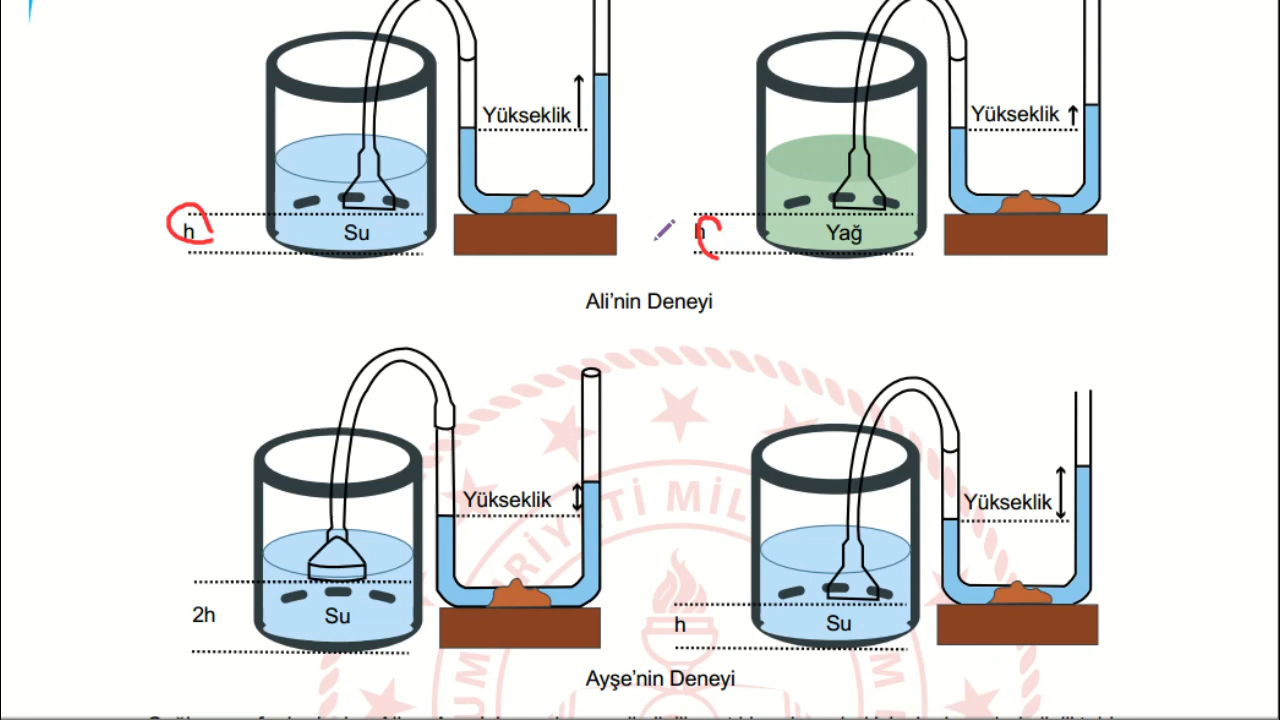 Yükseklik
Yükseklik
h
Su
h
Yağ
Ali’nin Deneyi
Yükseklik
Yükseklik
2h
Su
h
Su
Ayşe’nin Deneyi